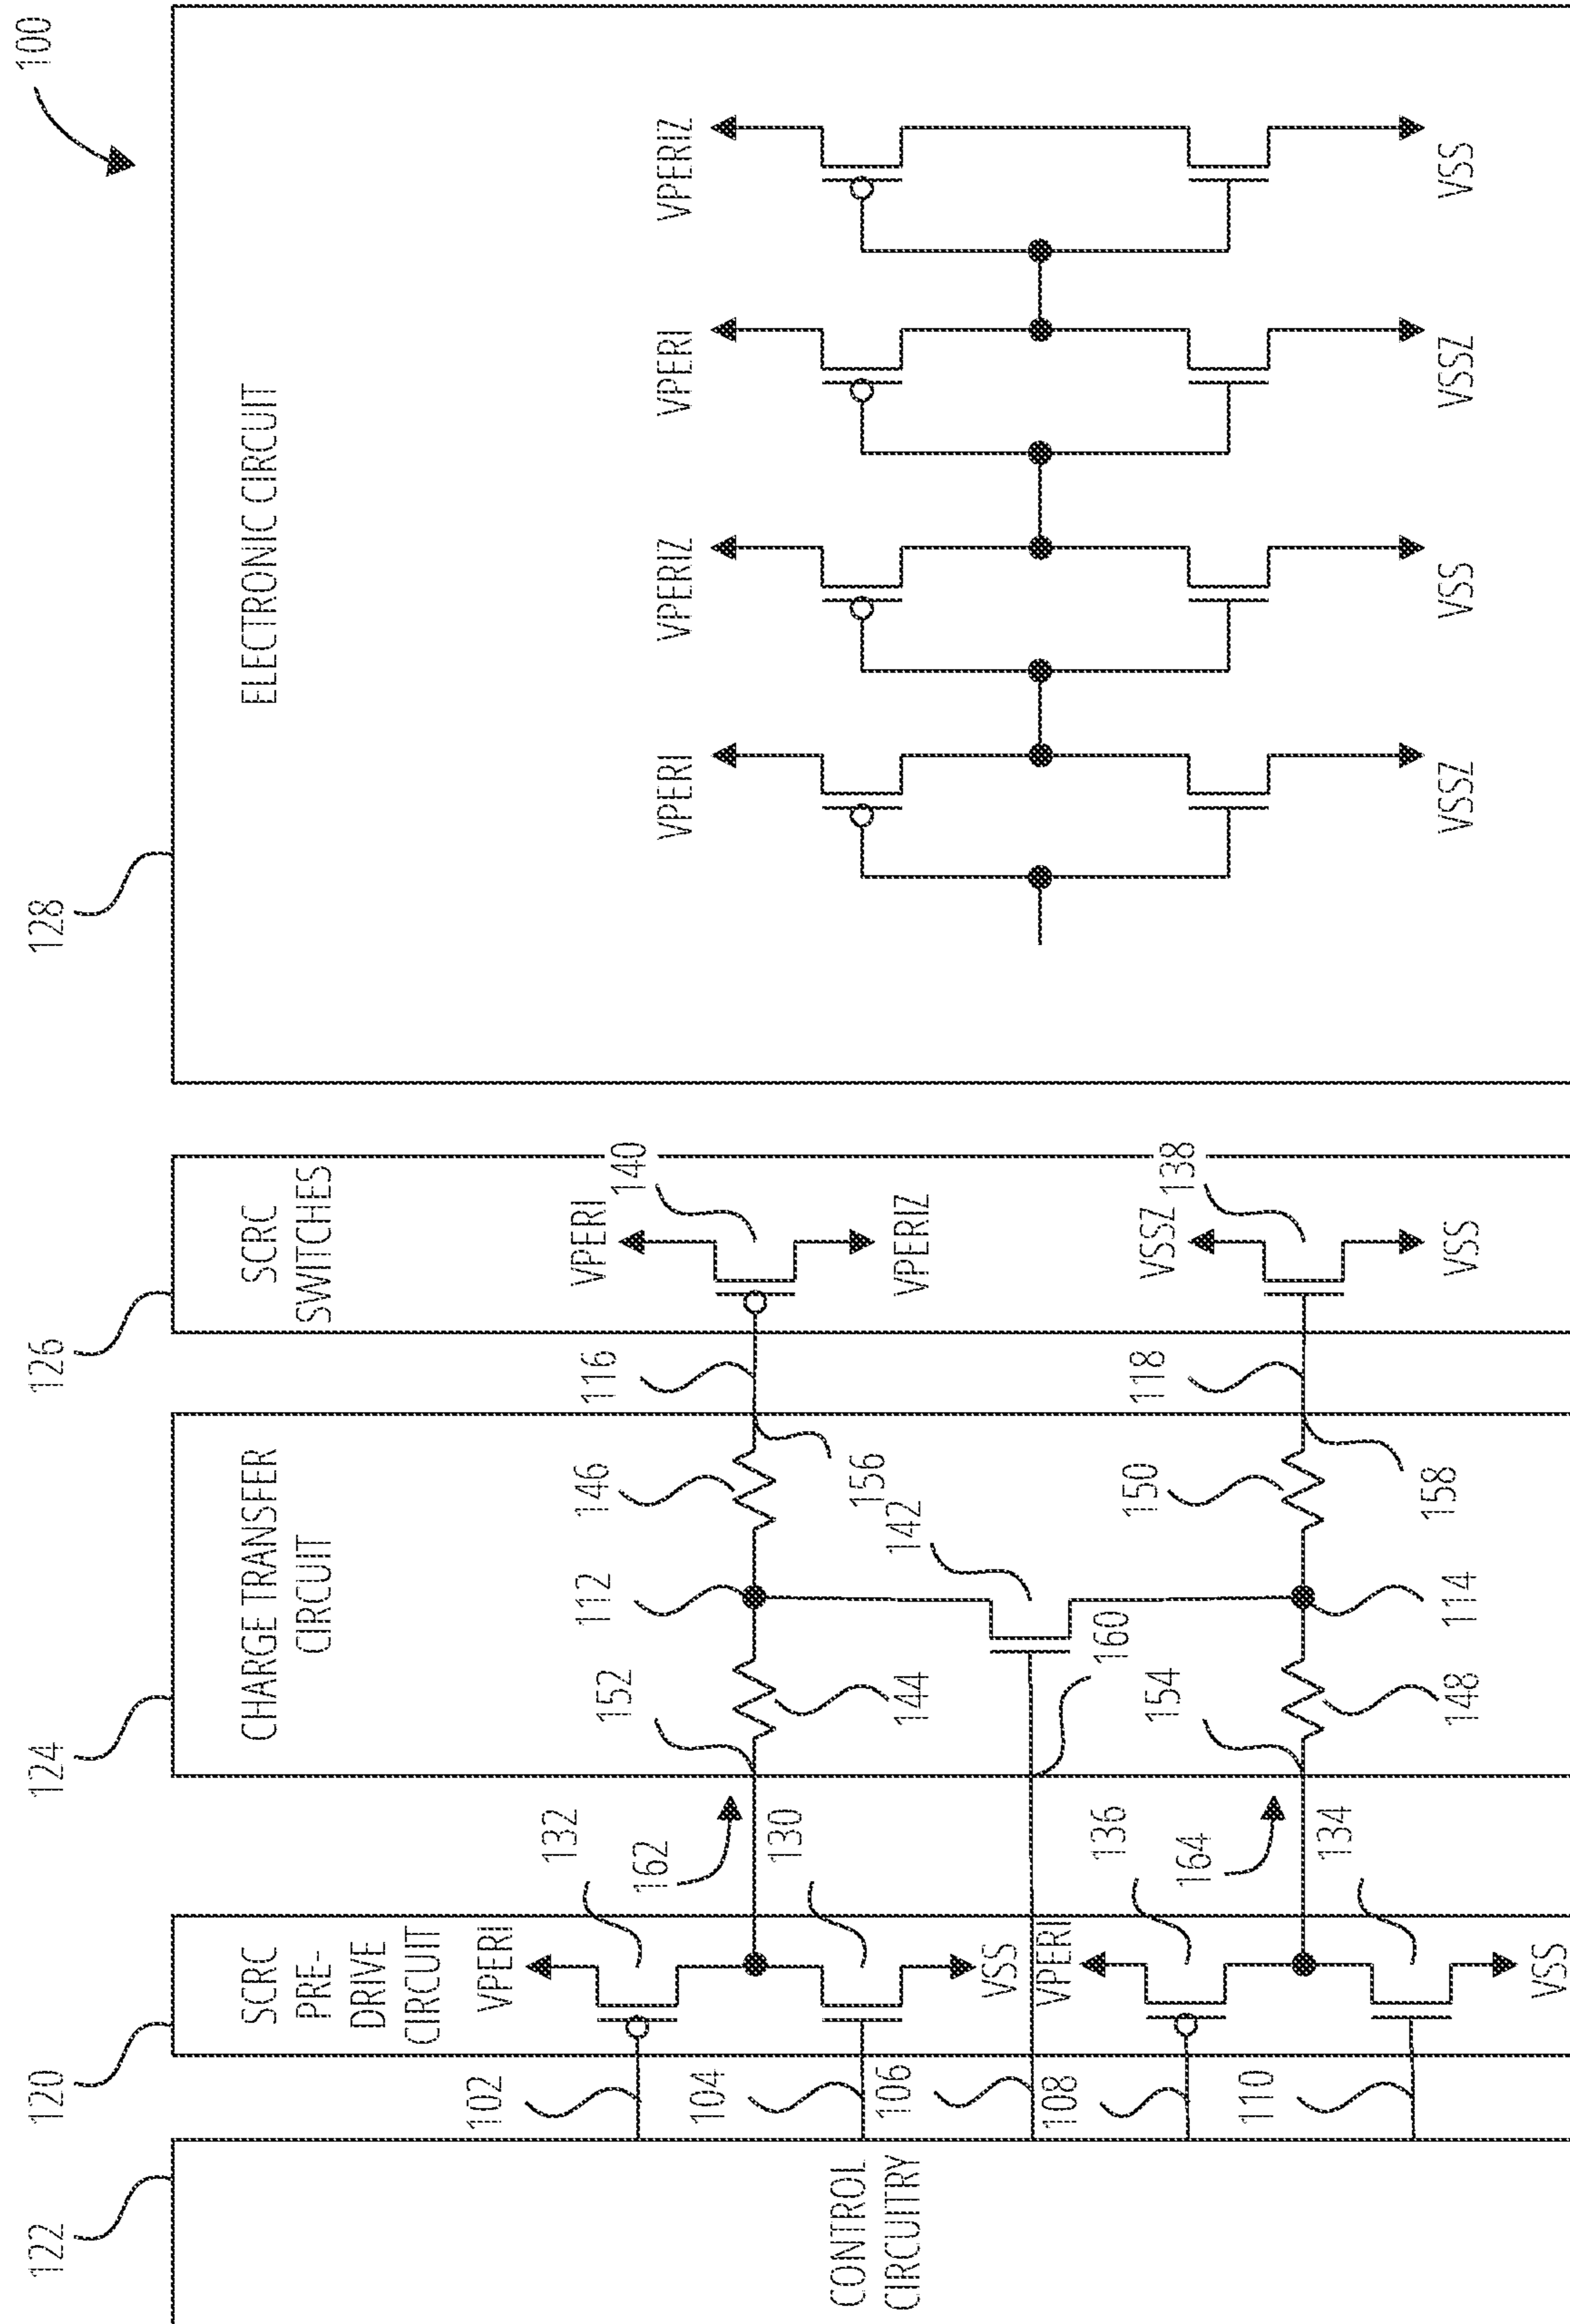 100
122
120
124
126
128
CONTROL
CIRCUITRY
SCRC
PRE-
DRIVE
CIRCUIT
CHARGE TRANSFER
CIRCUIT
SCRC
SWITCHES
ELECTRONIC CIRCUIT
102
104
106
108
110
VPERI
132
130
VSS
VPERI
136
134
VSS
162
164
152
144
112
146
156
142
160
154
148
114
150
158
116
118
VPERI
140
VPERIZ
VSSZ
138
VSS
VPERI
VPERIZ
VPERI
VPERIZ
VSSZ
VSS
VSSZ
VSS